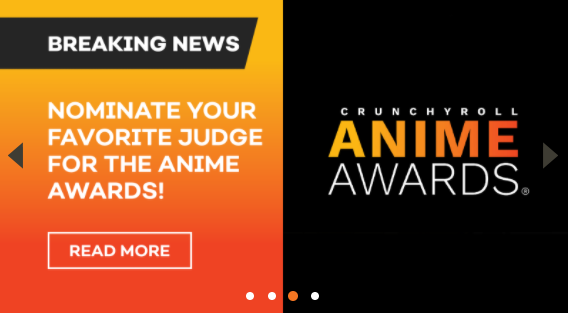 BREAKING NEWS
NOMINATE YOUR
FAVORITE JUDGE
FOR THE ANIME
AWARDS!
READ MORE
CRUNCHYROLL
ANIME
AWARDS®